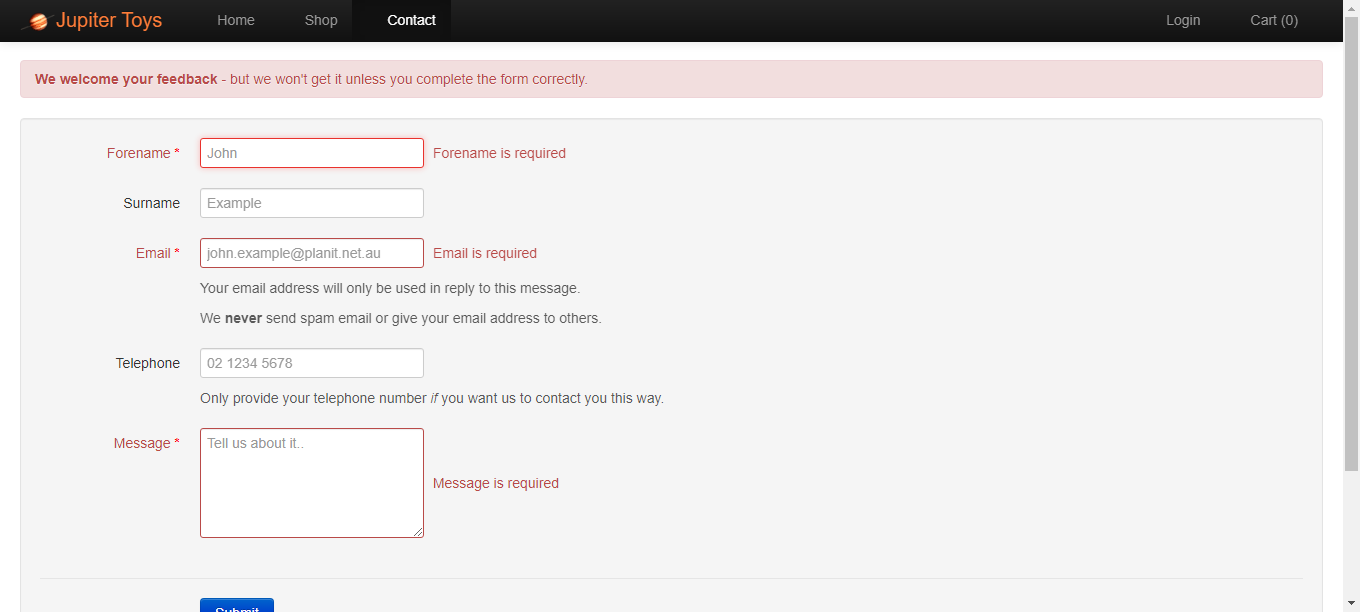 Jupiter Toys Home Shop Contact Login Cart (0)
We welcome your feedback - but we won't get it unless you complete the form correctly.
Forename * John Forename is required
Surname Example
Email * john.example@planit.net.au Email is required
Your email address will only be used in reply to this message.
We never send spam email or give your email address to others.
Telephone 02 1234 5678
Only provide your telephone number if you want us to contact you this way.
Message * Tell us about it..
Message is required
Submit